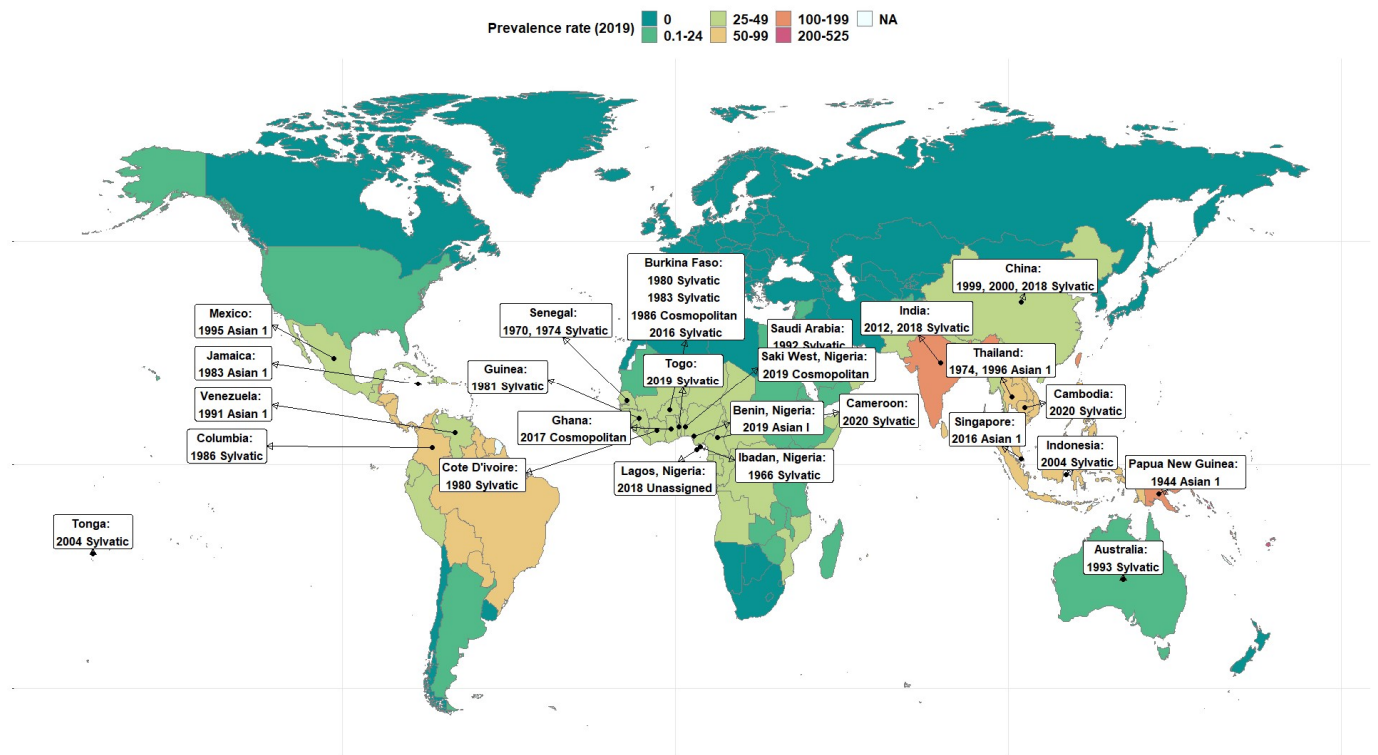 Prevalence rate (2019)
0
0.1-24
25-49
50-99
100-199
200-525
NA
Burkina Faso:
1980 Sylvatic
1983 Sylvatic
1986 Cosmopolitan
2016 Sylvatic
China:
1999, 2000, 2018 Sylvatic
Mexico:
1995 Asian 1
Senegal:
1970, 1974 Sylvatic
Saudi Arabia:
1992 Sylvatic
India:
2012, 2018 Sylvatic
Jamaica:
1983 Asian 1
Guinea:
1981 Sylvatic
Togo:
2019 Sylvatic
Saki West, Nigeria:
2019 Cosmopolitan
Thailand:
1974, 1996 Asian 1
Venezuela:
1991 Asian 1
Ghana:
2017 Cosmopolitan
Benin, Nigeria:
2019 Asian I
Cameroon:
2020 Sylvatic
Cambodia:
2020 Sylvatic
Columbia:
1986 Sylvatic
Singapore:
2016 Asian 1
Cote D'ivoire:
1980 Sylvatic
Lagos, Nigeria:
2018 Unassigned
Ibadan, Nigeria:
1966 Sylvatic
Indonesia:
2004 Sylvatic
Papua New Guinea:
1944 Asian 1
Tonga:
2004 Sylvatic
Australia:
1993 Sylvatic